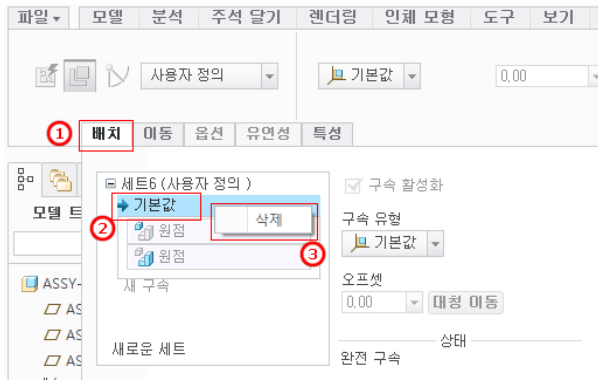 파일 모델 분석 주석 달기 렌더링 인체 모형 도구 보기
사용자 정의 기본값 0,00
① 배치 이동 옵션 유연성 특성
세트6 (사용자 정의 )
② 기본값
삭제 ③
원점
원점
새 구속
새로운 세트
구속 활성화
구속 유형
기본값
오프셋
0,00 대칭 이동
상태
완전 구속
모델 트
ASSY-
AS
AS
AS